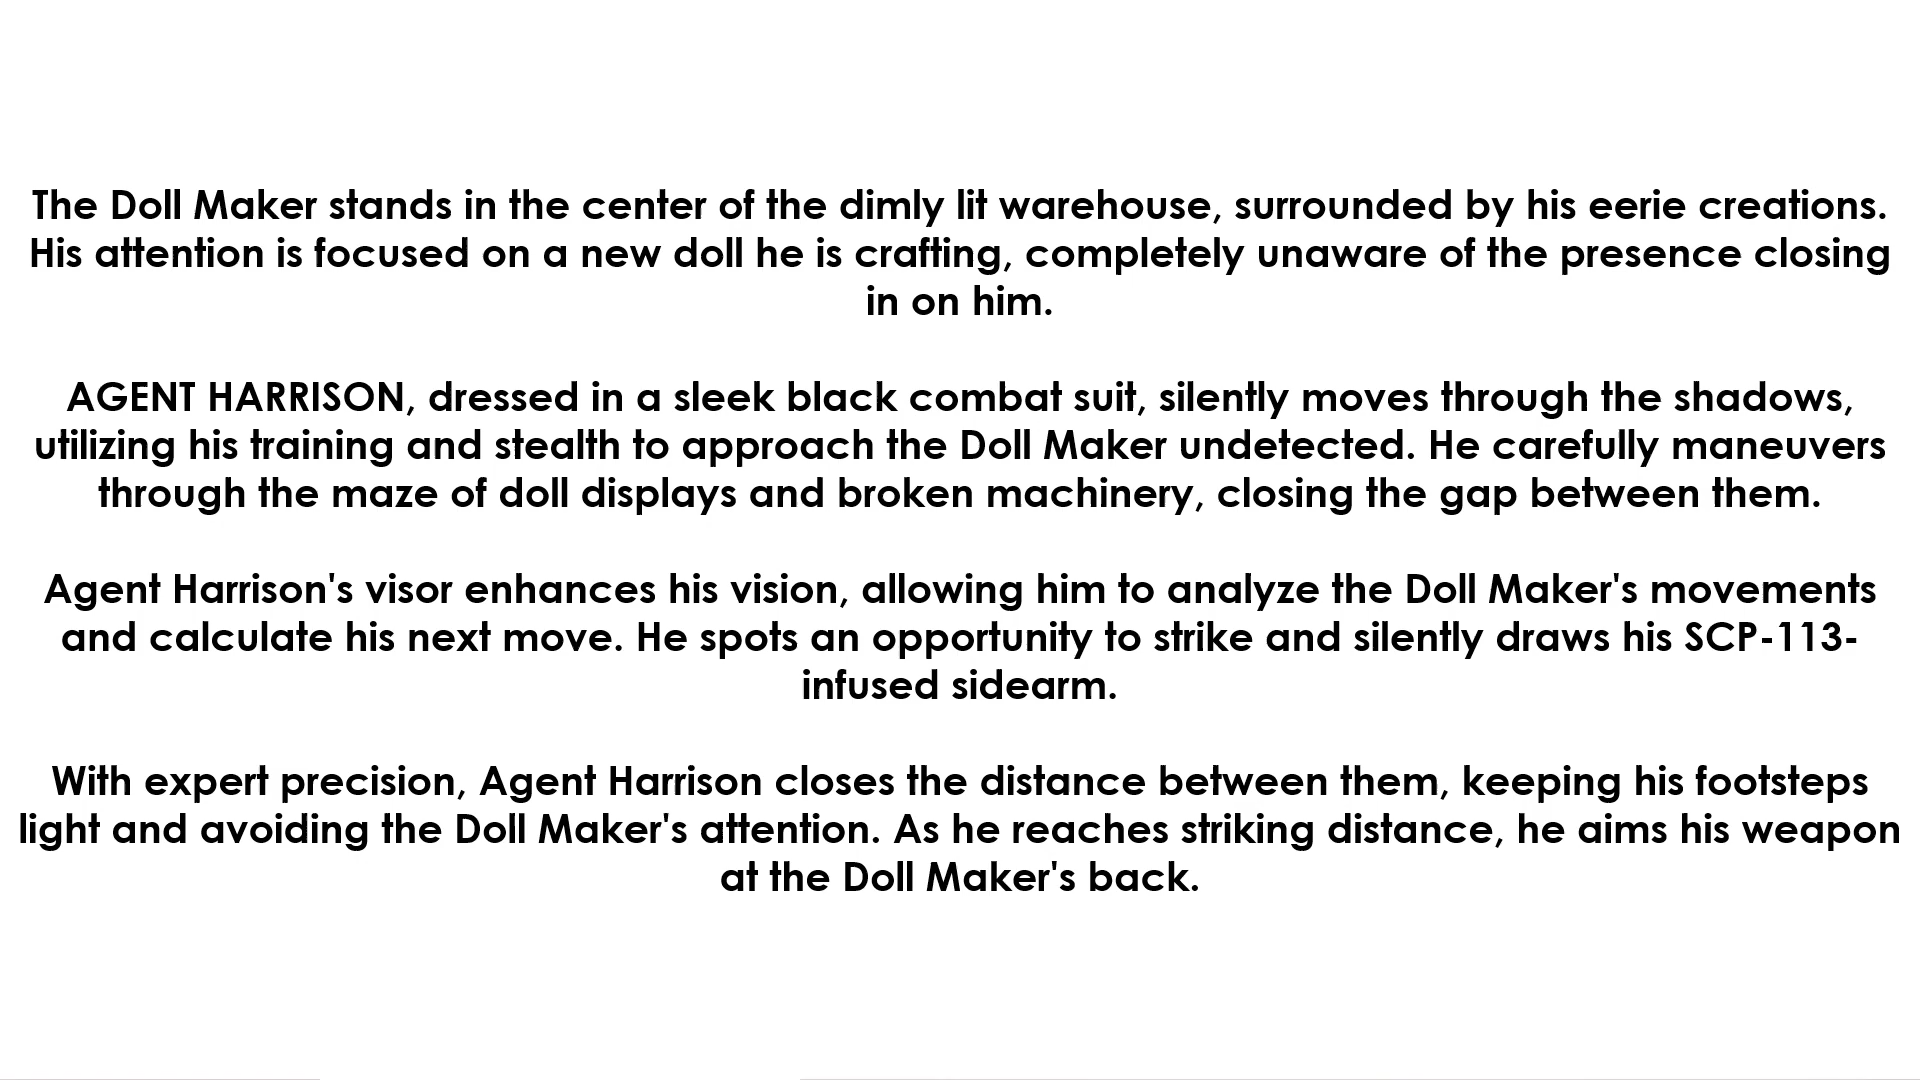 The Doll Maker stands in the center of the dimly lit warehouse, surrounded by his eerie creations.
His attention is focused on a new doll he is crafting, completely unaware of the presence closing
in on him.
AGENT HARRISON, dressed in a sleek black combat suit, silently moves through the shadows,
utilizing his training and stealth to approach the Doll Maker undetected. He carefully maneuvers
through the maze of doll displays and broken machinery, closing the gap between them.
Agent Harrison's visor enhances his vision, allowing him to analyze the Doll Maker's movements
and calculate his next move. He spots an opportunity to strike and silently draws his SCP-113-
infused sidearm.
With expert precision, Agent Harrison closes the distance between them, keeping his footsteps
light and avoiding the Doll Maker's attention. As he reaches striking distance, he aims his weapon
at the Doll Maker's back.